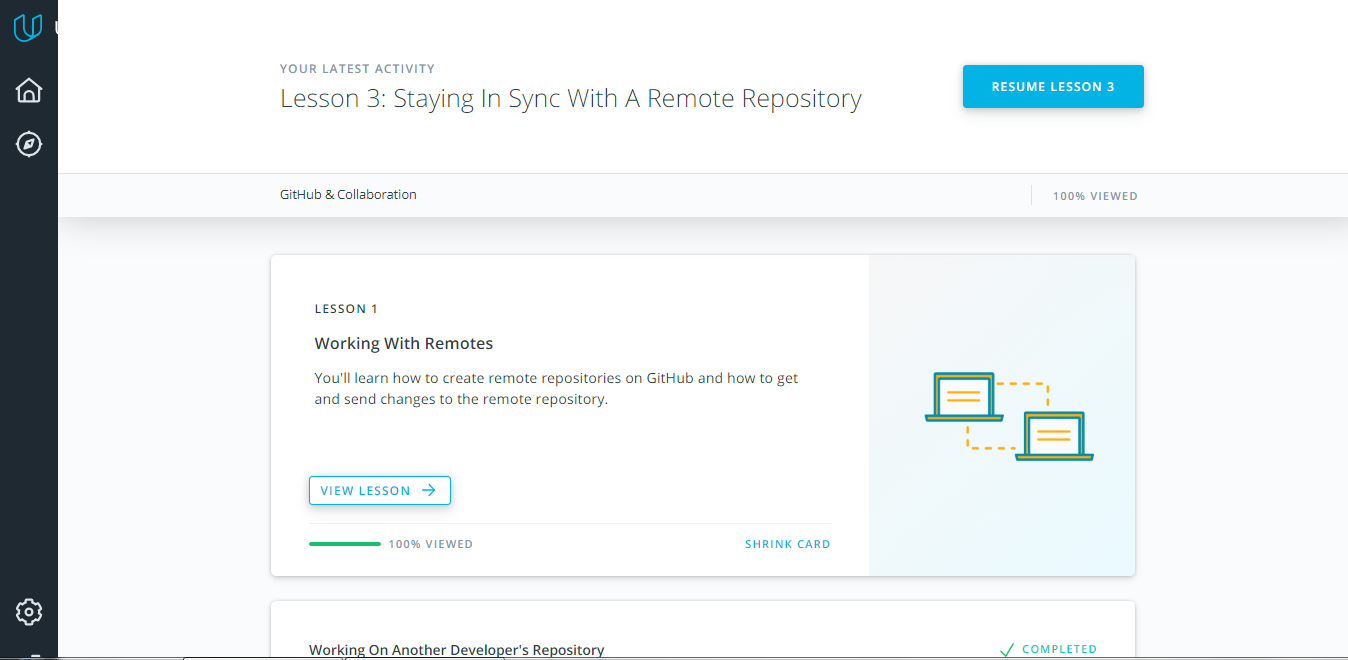 YOUR LATEST ACTIVITY
Lesson 3: Staying In Sync With A Remote Repository
RESUME LESSON 3
GitHub & Collaboration
100% VIEWED
LESSON 1
Working With Remotes
You'll learn how to create remote repositories on GitHub and how to get
and send changes to the remote repository.
VIEW LESSON
100% VIEWED
SHRINK CARD
Working On Another Developer's Repository
COMPLETED